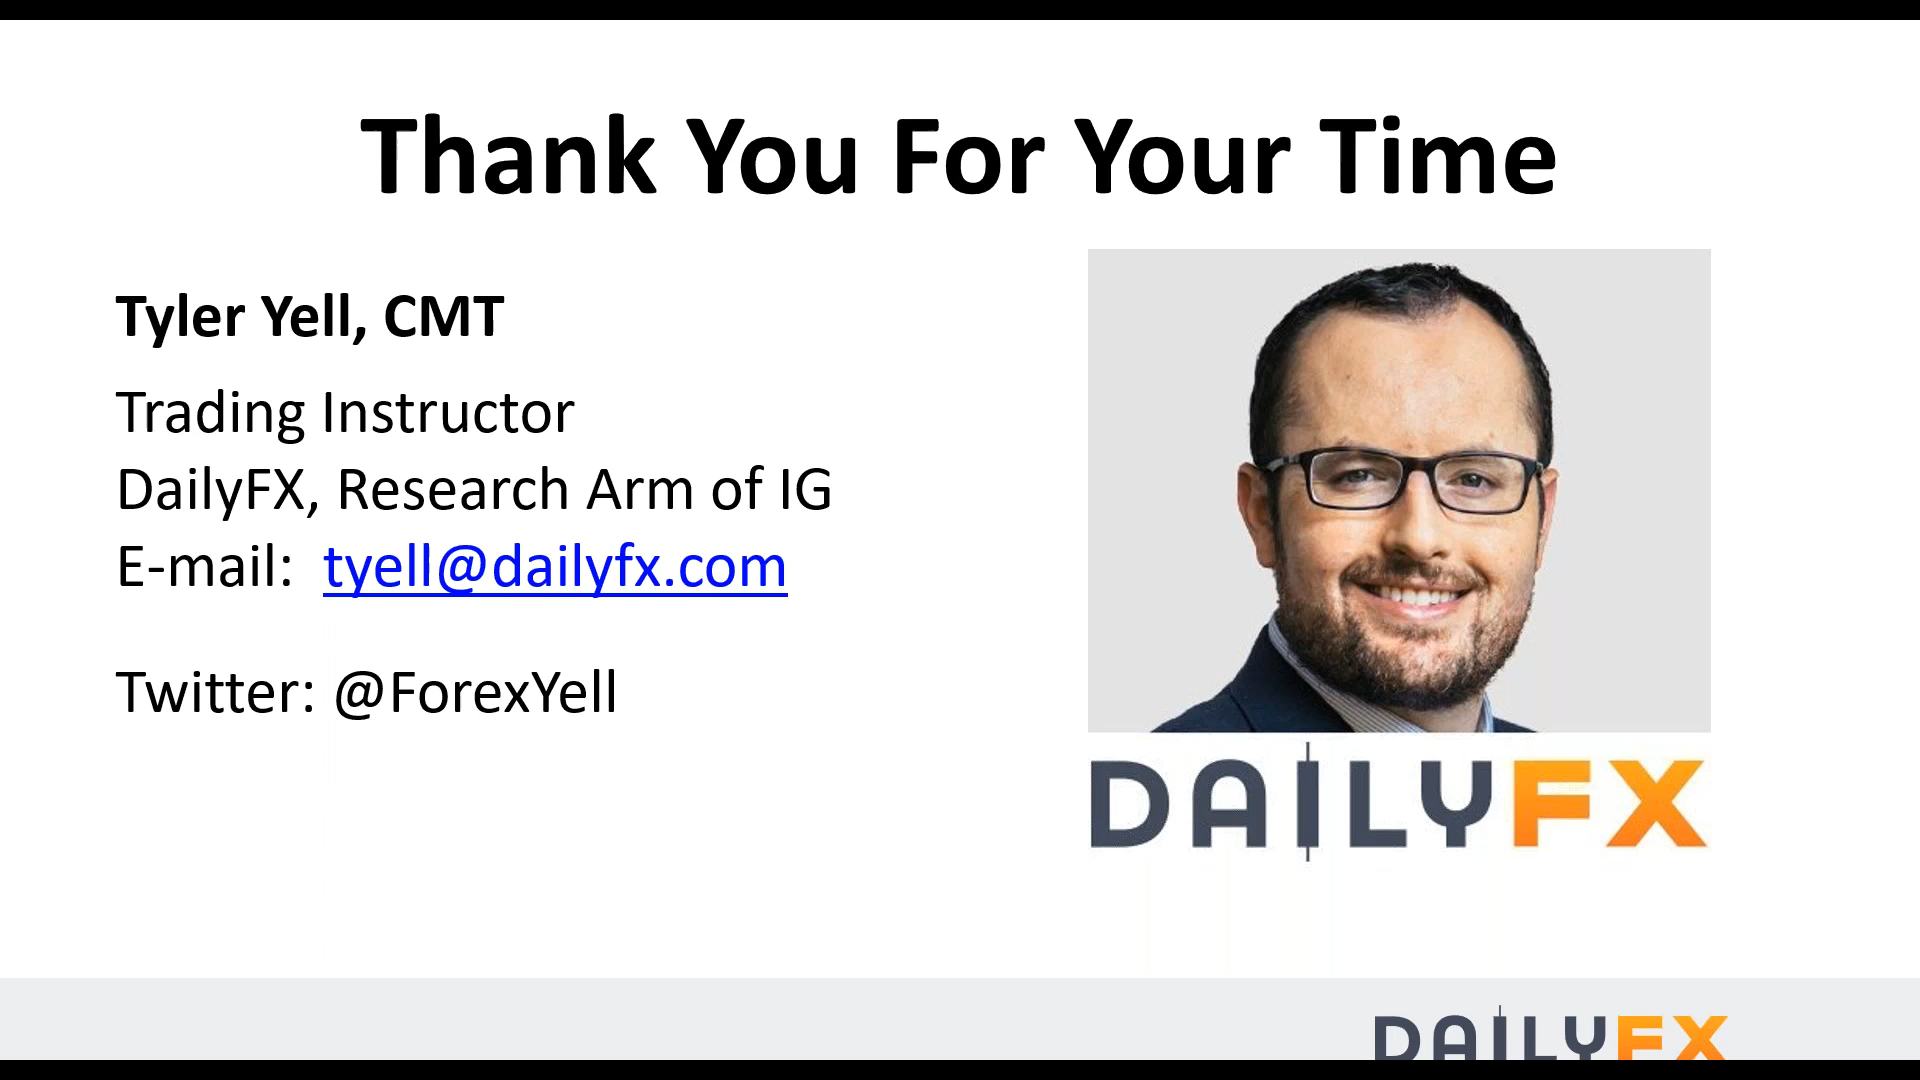 Thank You For Your Time
Tyler Yell, CMT
Trading Instructor
DailyFX, Research Arm of IG
E-mail: tyell@dailyfx.com
Twitter: @ForexYell
DAILYFX
DAILYFX